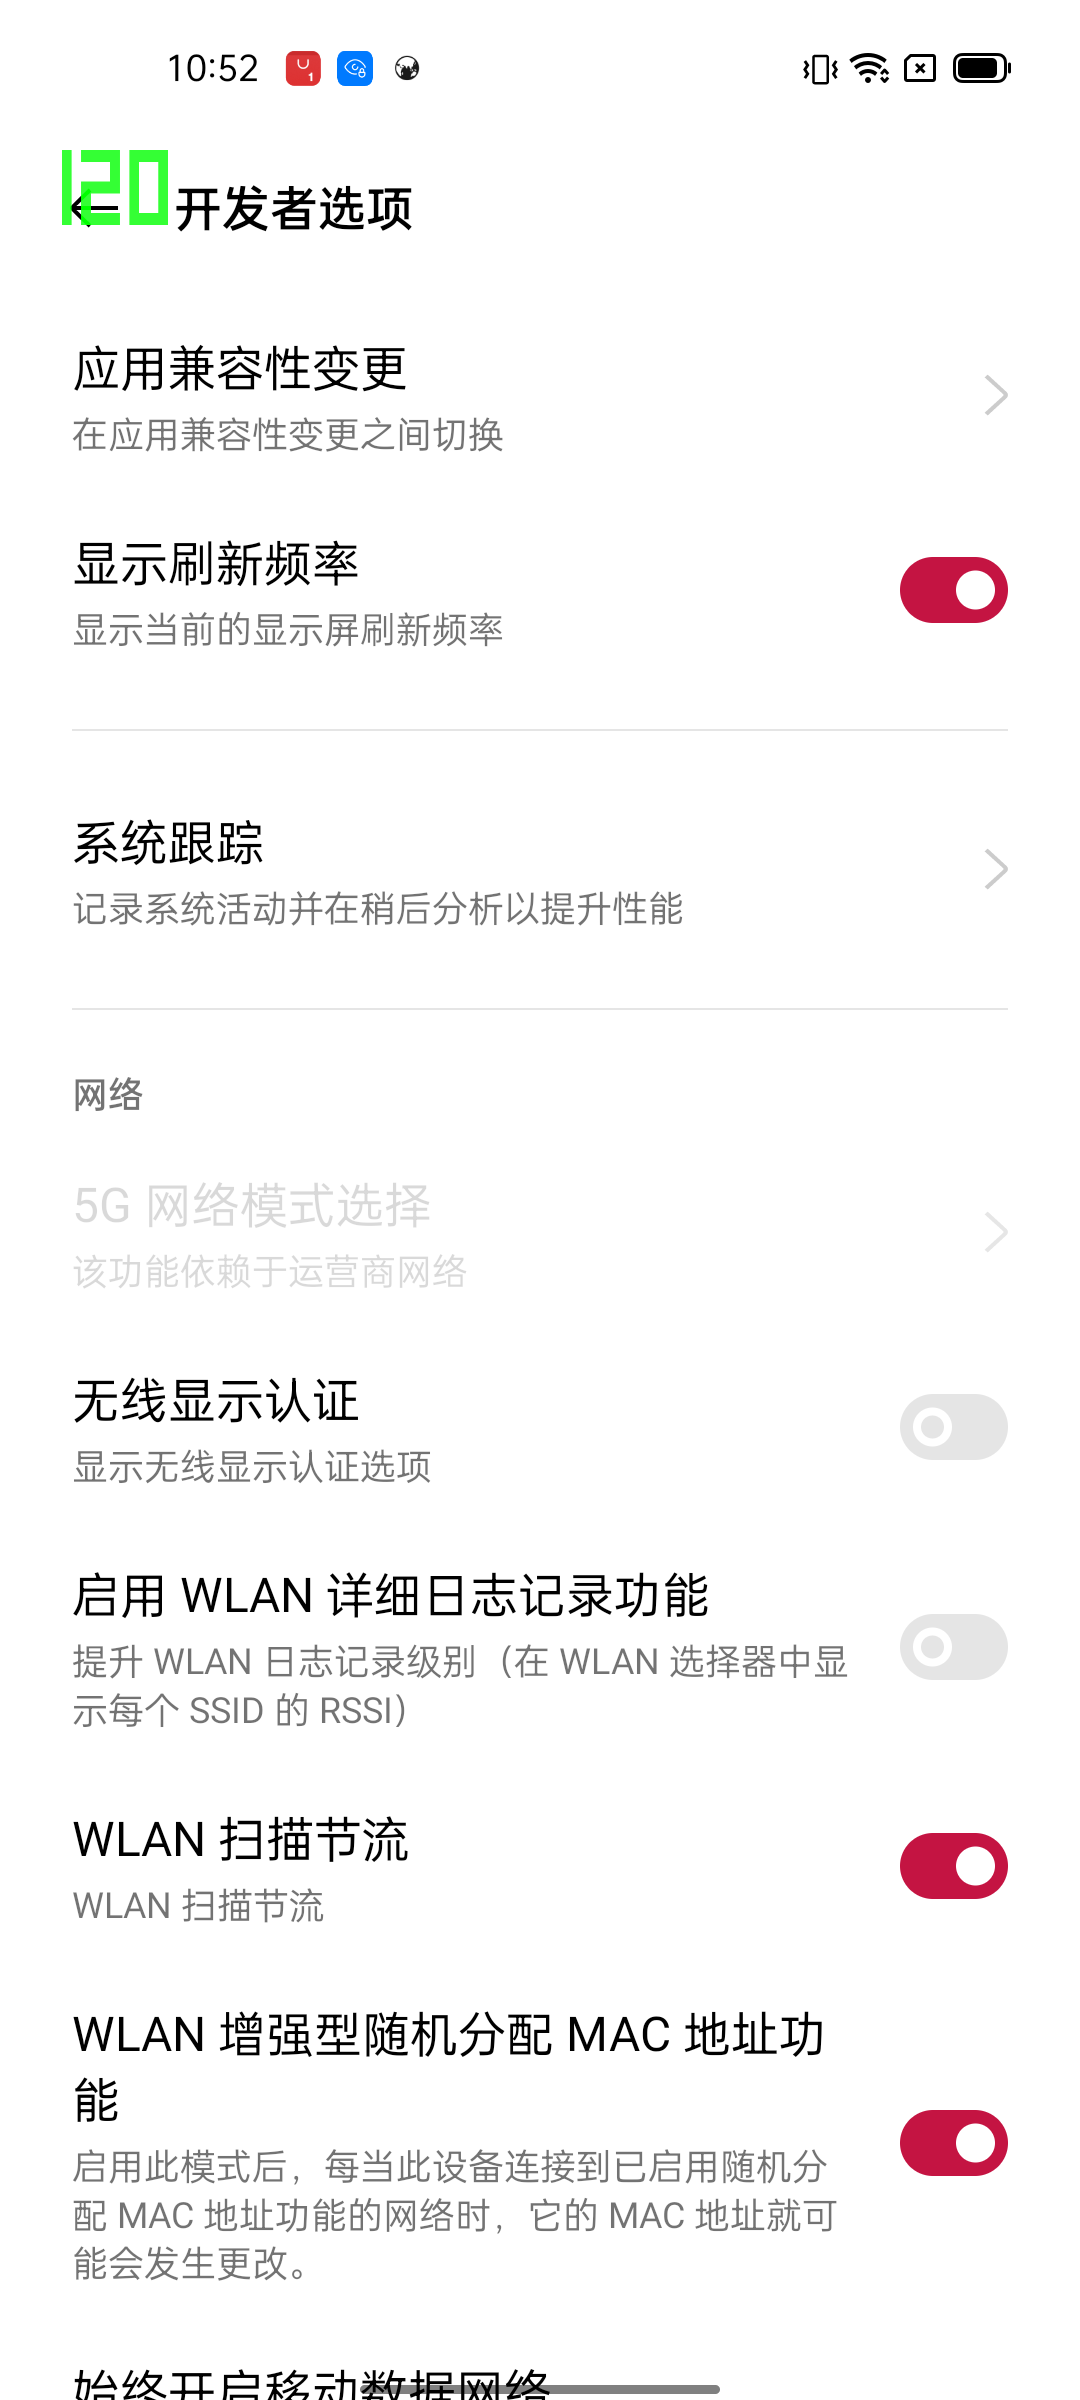 10:52
120
开发者选项
应用兼容性变更
在应用兼容性变更之间切换
显示刷新频率
显示当前的显示屏刷新频率
系统跟踪
记录系统活动并在稍后分析以提升性能
网络
5G 网络模式选择
该功能依赖于运营商网络
无线显示认证
显示无线显示认证选项
启用 WLAN 详细日志记录功能
提升 WLAN 日志记录级别（在 WLAN 选择器中显
示每个 SSID 的 RSSI）
WLAN 扫描节流
WLAN 扫描节流
WLAN 增强型随机分配 MAC 地址功
能
启用此模式后，每当此设备连接到已启用随机分
配 MAC 地址功能的网络时，它的 MAC 地址就可
能会发生更改。
始终开启移动数据网络